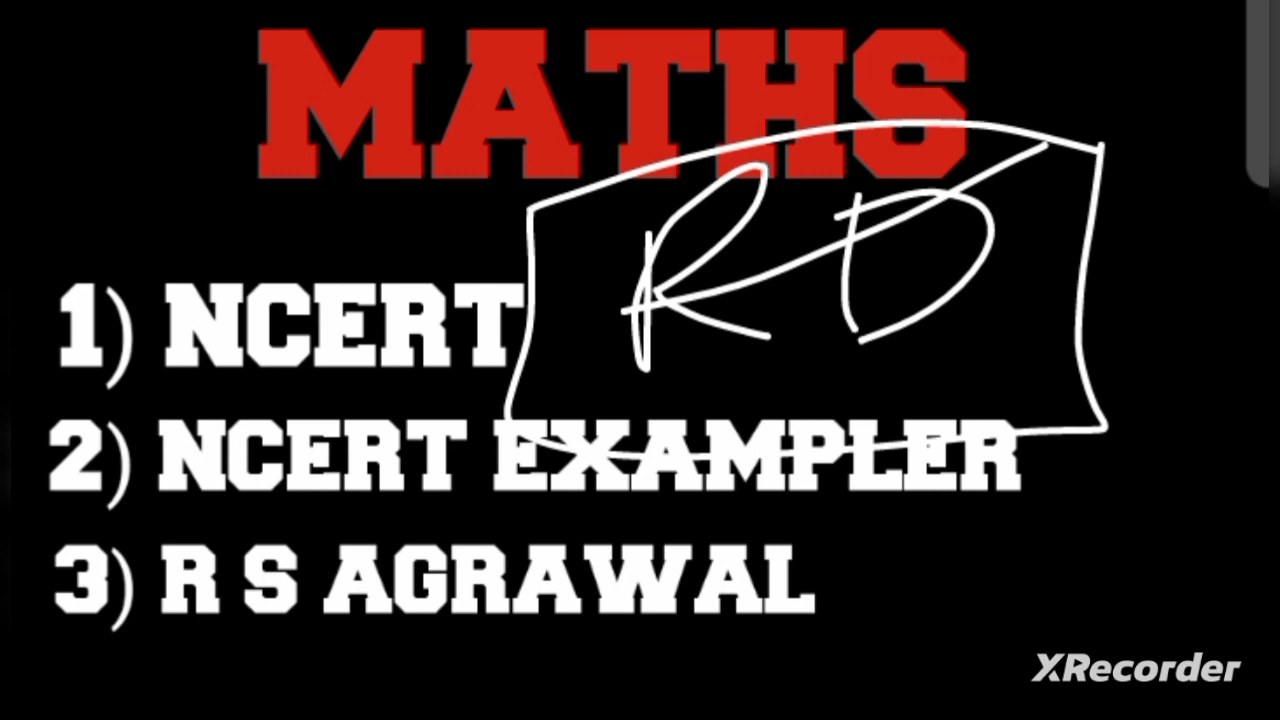 MATHS
RD
1) NCERT
2) NCERT EXAMPLER
3) R S AGRAWAL
XRecorder